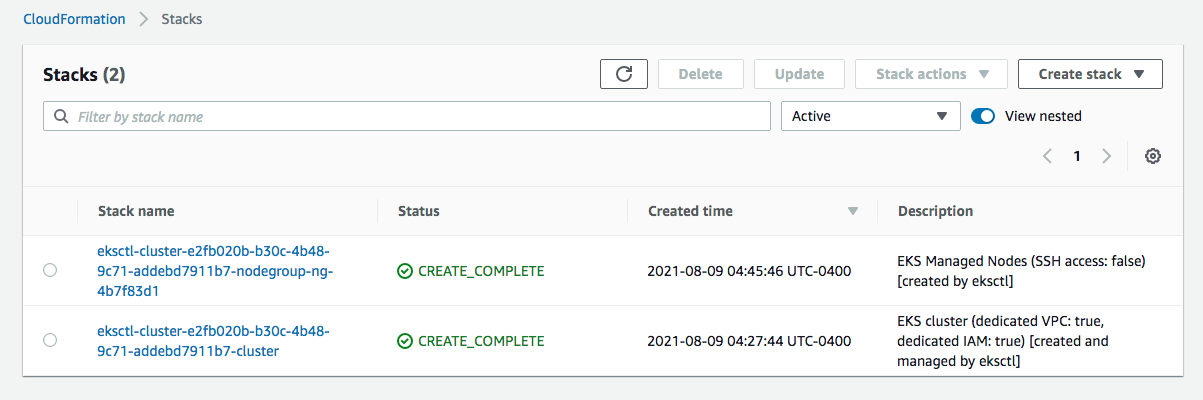 CloudFormation > Stacks
Stacks (2)
Delete
Update
Stack actions
Create stack
Filter by stack name
Active
View nested
1
Stack name
Status
Created time
Description
eksctl-cluster-e2fb020b-b30c-4b48-
9c71-addebd7911b7-nodegroup-ng-
4b7f83d1
CREATE_COMPLETE
2021-08-09 04:45:46 UTC-0400
EKS Managed Nodes (SSH access: false)
[created by eksctl]
eksctl-cluster-e2fb020b-b30c-4b48-
9c71-addebd7911b7-cluster
CREATE_COMPLETE
2021-08-09 04:27:44 UTC-0400
EKS cluster (dedicated VPC: true,
dedicated IAM: true) [created and
managed by eksctl]